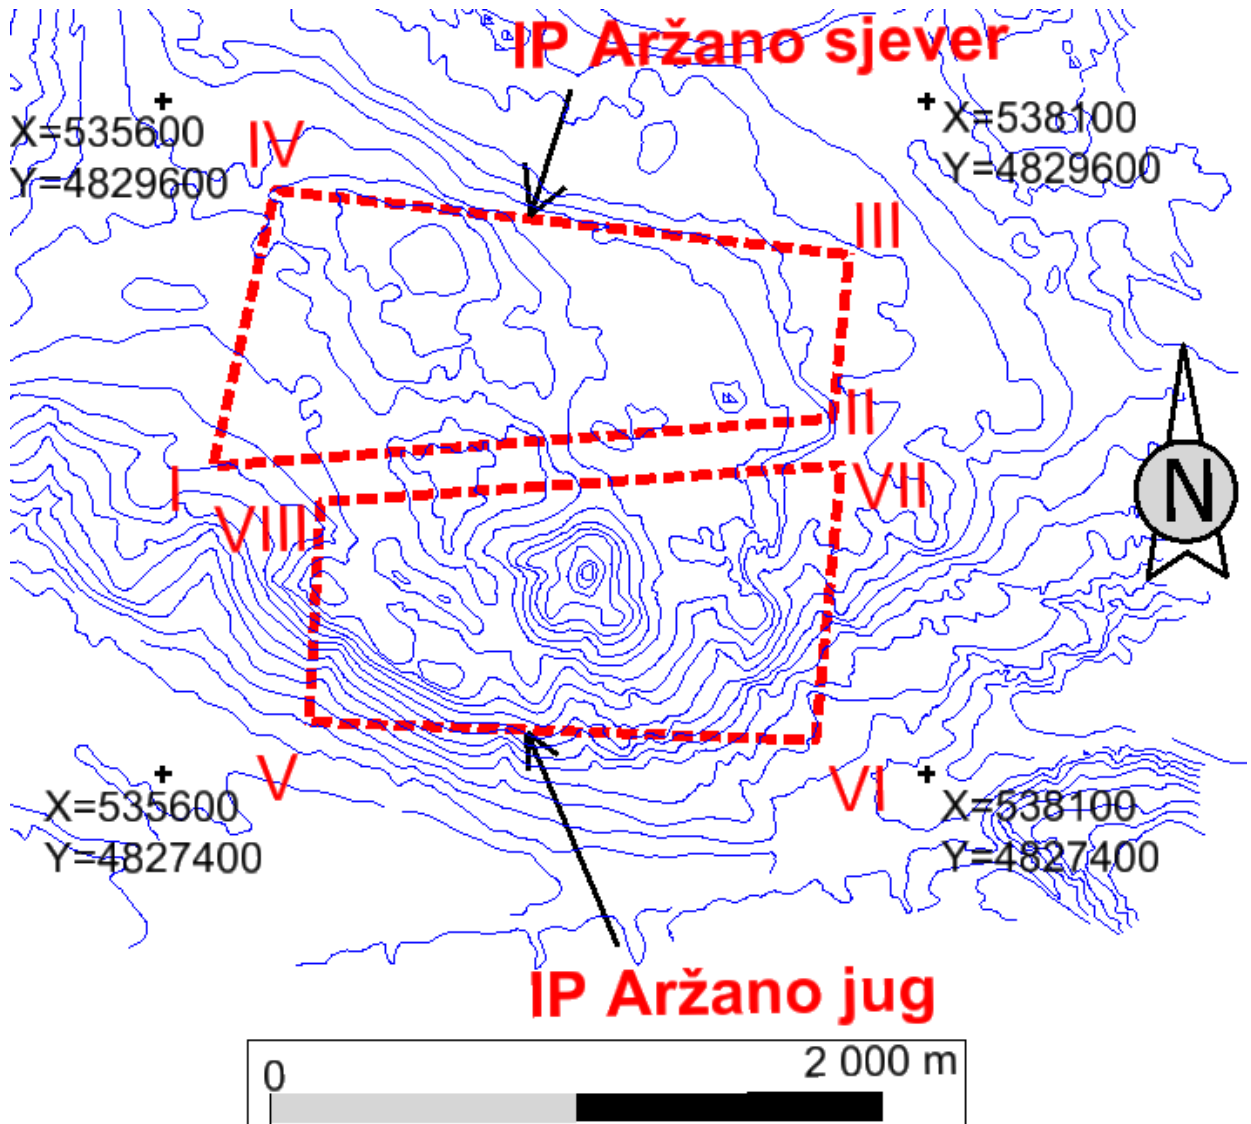 IP Aržano sjever
X=535600
Y=4829600
X=538100
Y=4829600
IV
III
II
I
VII
VIII
V
VI
X=535600
Y=4827400
X=538100
Y=4827400
N
IP Aržano jug
0
2 000 m